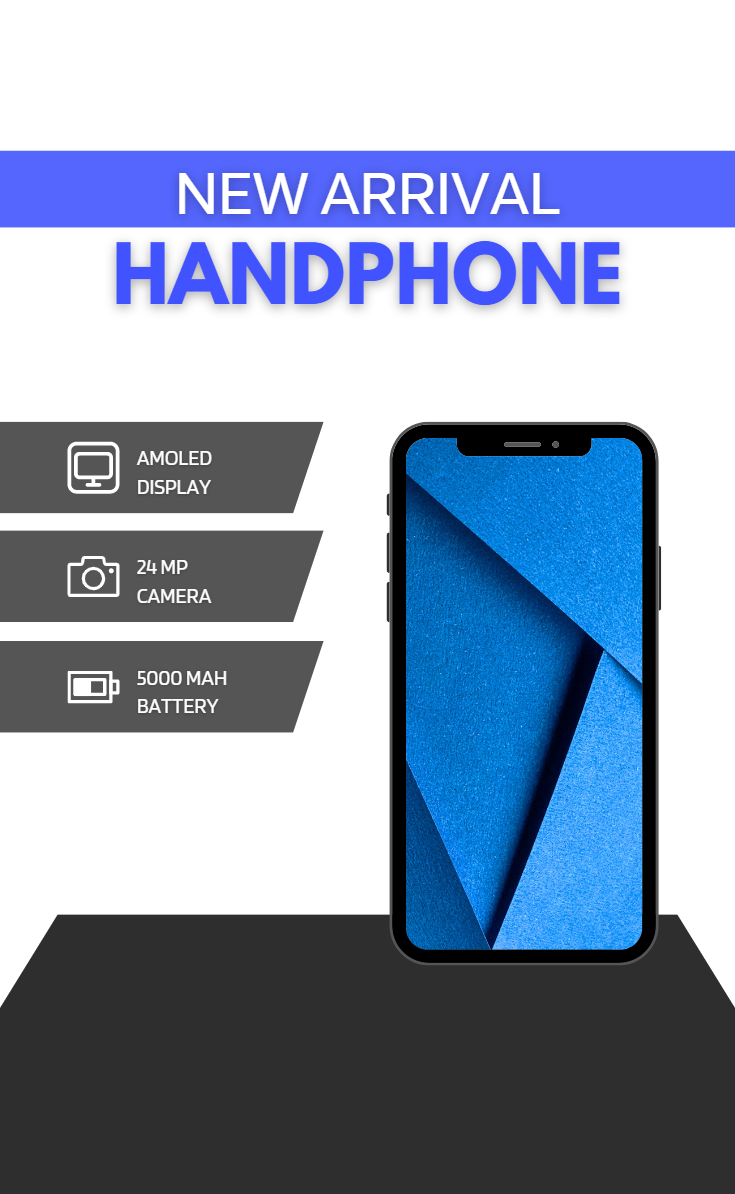 NEW ARRIVAL
HANDPHONE
AMOLED
DISPLAY
24 MP
CAMERA
5000 MAH
BATTERY